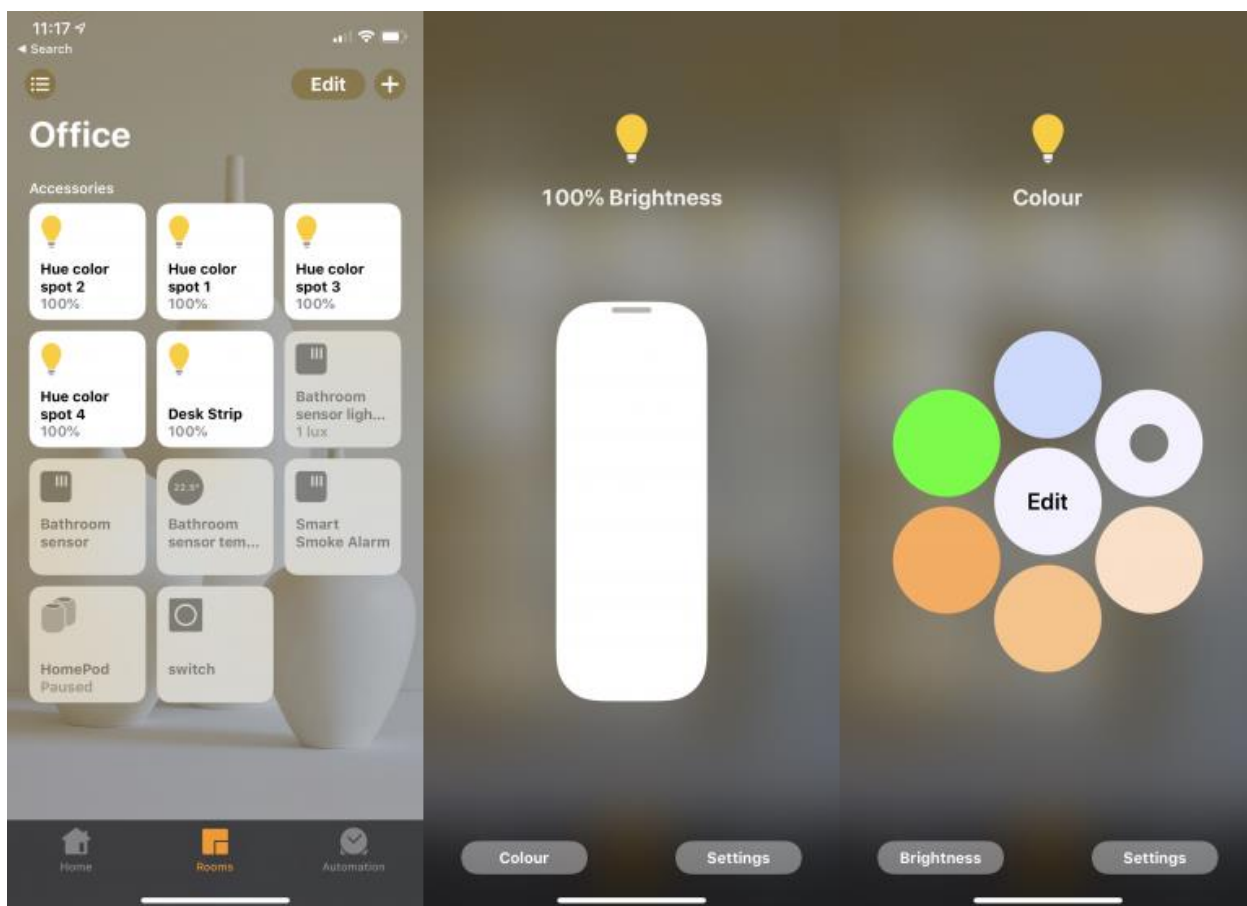 11:17
Search
Edit
Office
Accessories
Hue color
spot 2
100%
Hue color
spot 1
100%
Hue color
spot 3
100%
Hue color
spot 4
100%
Desk Strip
100%
Bathroom
sensor ligh...
1 lux
Bathroom
sensor
22.5°
Bathroom
sensor tem...
Smart
Smoke Alarm
HomePod
Paused
switch
Home
Rooms
Automation
100% Brightness
Colour
Settings
Colour
Edit
Brightness
Settings